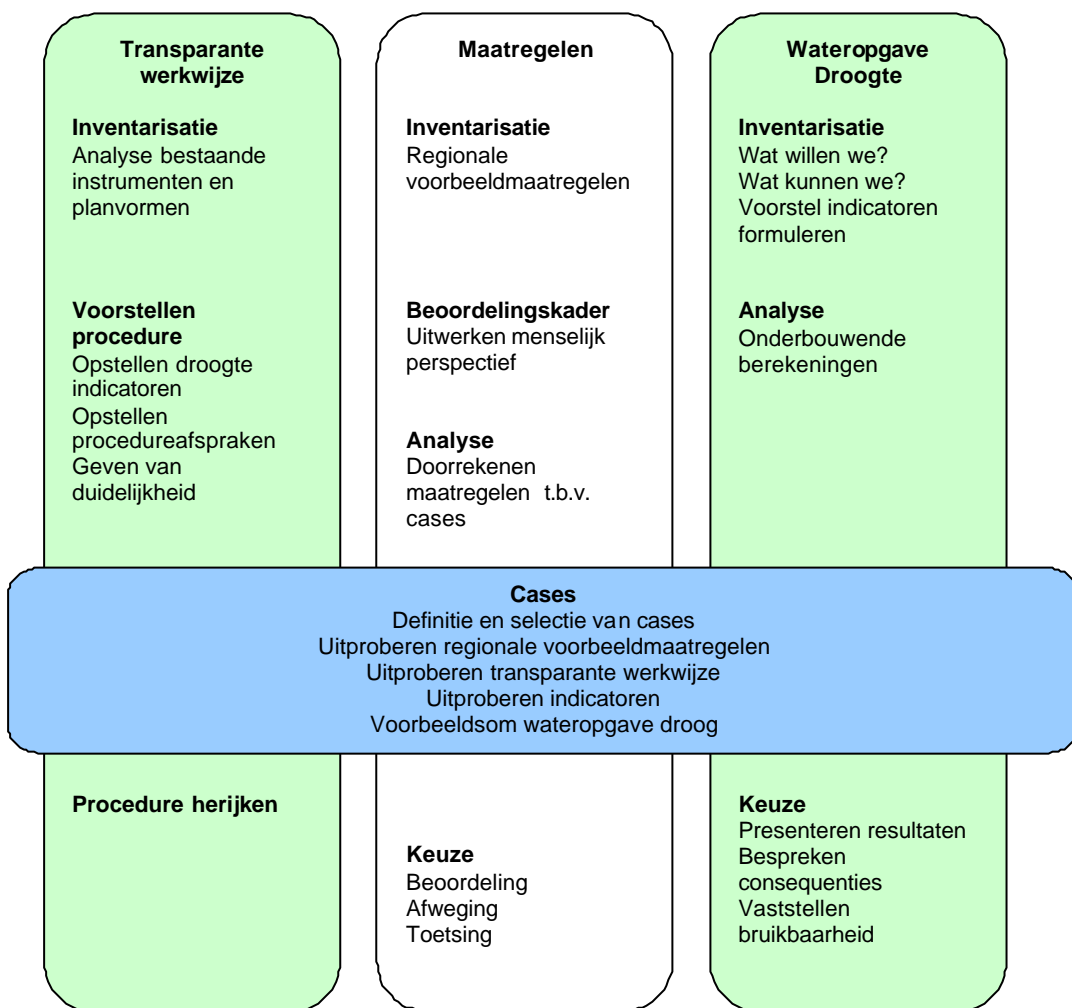 Transparante
werkwijze
Inventarisatie
Analyse bestaande
instrumenten en
planvormen
Voorstellen
procedure
Opstellen droogte
indicatoren
Opstellen
procedureafspraken
Geven van
duidelijkheid
Maatregelen
Inventarisatie
Regionale
voorbeeldmaatregelen
Beoordelingskader
Uitwerken menselijk
perspectief
Analyse
Doorrekenen
maatregelen t.b.v.
cases
Wateropgave
Droogte
Inventarisatie
Wat willen we?
Wat kunnen we?
Voorstel indicatoren
formuleren
Analyse
Onderbouwende
berekeningen
Cases
Definitie en selectie van cases
Uitproberen regionale voorbeeldmaatregelen
Uitproberen transparante werkwijze
Uitproberen indicatoren
Voorbeeldsom wateropgave droog
Procedure herijken
Keuze
Beoordeling
Afweging
Toetsing
Keuze
Presenteren resultaten
Bespreken
consequenties
Vaststellen
bruikbaarheid